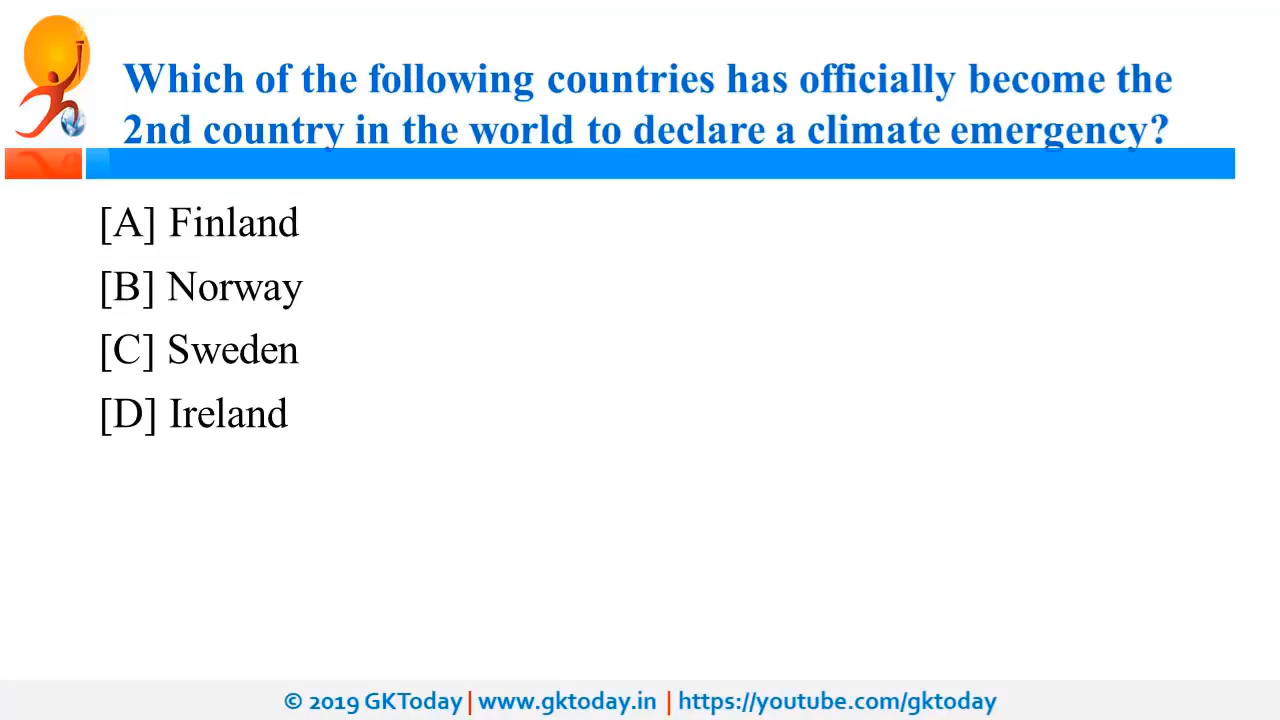 Which of the following countries has officially become the
2nd country in the world to declare a climate emergency?
[A] Finland
[B] Norway
[C] Sweden
[D] Ireland
© 2019 GKToday | www.gktoday.in | https://youtube.com/gktoday